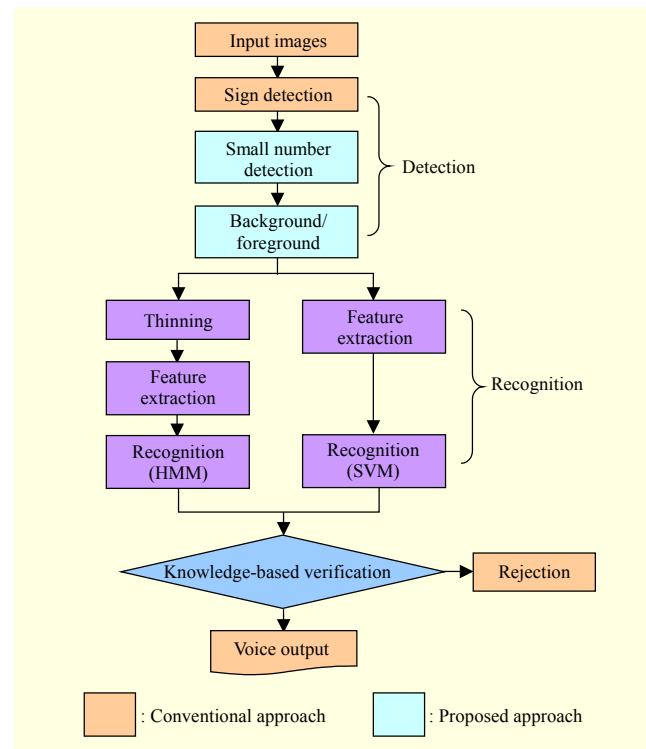 Input images
Sign detection
Small number
detection
Detection
Background/
foreground
Thinning
Feature
extraction
Feature
extraction
Recognition
Recognition
(HMM)
Recognition
(SVM)
Knowledge-based verification
Rejection
Voice output
: Conventional approach
: Proposed approach